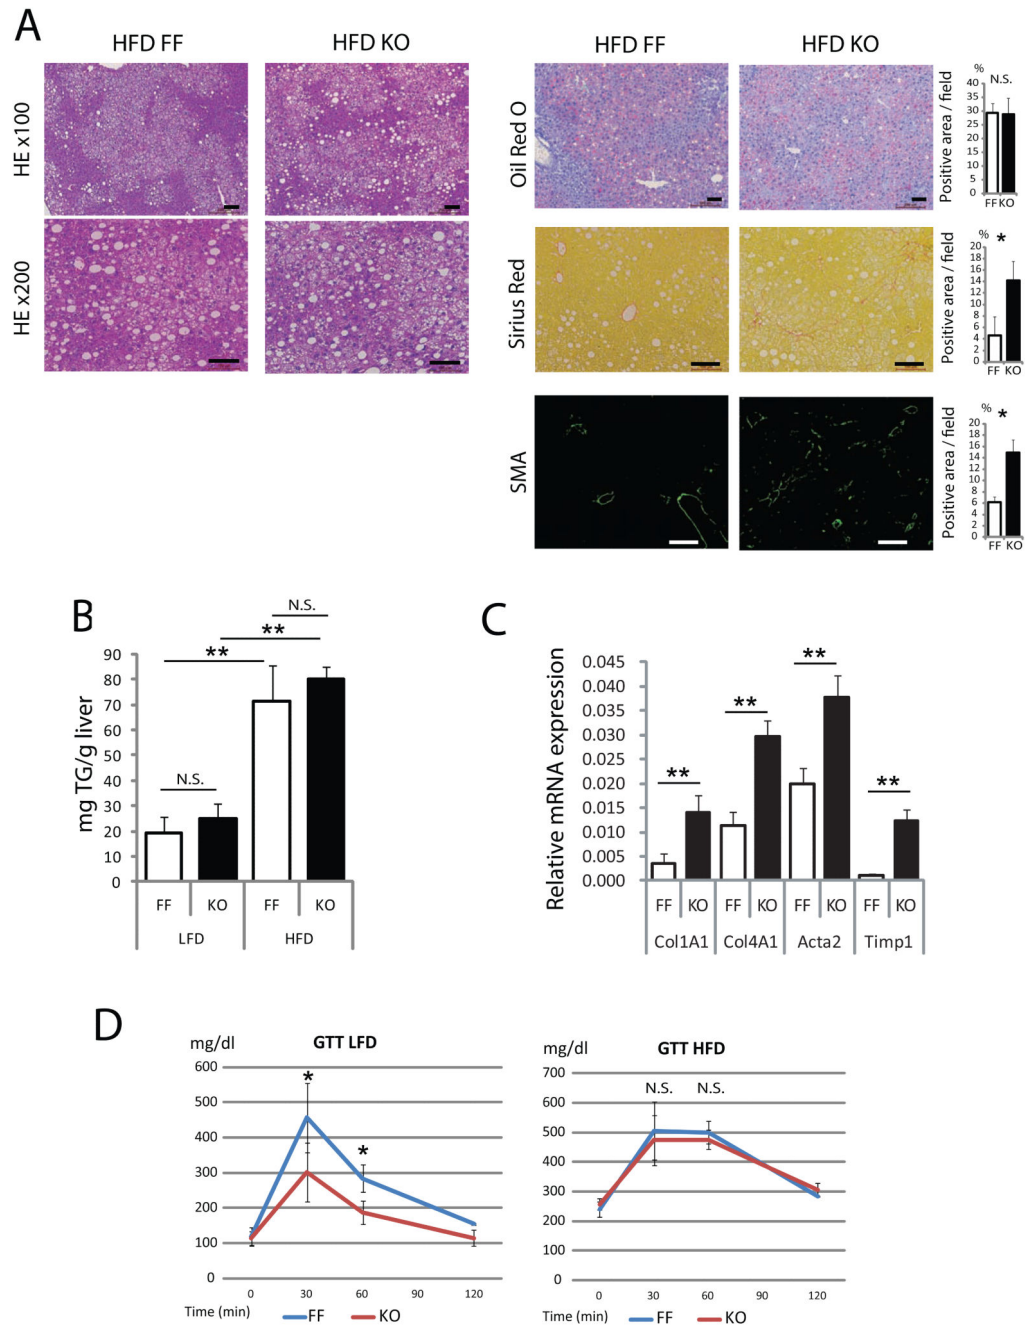 A
HFD FF
HFD KO
HFD FF
HFD KO
HE x100
HE x200
Oil Red O
Positive area / field
%
N.S.
40
35
30
25
20
15
10
5
0
FF KO
Sirius Red
Positive area / field
%
*
20
18
16
14
12
10
8
6
4
2
0
FF KO
SMA
Positive area / field
%
*
20
18
16
14
12
10
8
6
4
2
0
FF KO
B
N.S.
**
**
N.S.
mg TG/g liver
90
80
70
60
50
40
30
20
10
0
FF KO FF KO
LFD HFD
C
Relative mRNA expression
0.045
0.040
0.035
0.030
0.025
0.020
0.015
0.010
0.005
0.000
** ** ** **
FF KO FF KO FF KO FF KO
Col1A1 Col4A1 Acta2 Timp1
D
mg/dl GTT LFD
600
500
400
300
200
100
0
*
*
0 30 60 90 120
Time (min)
FF KO
mg/dl GTT HFD
700
600
500
400
300
200
100
0
N.S. N.S.
0 30 60 90 120
Time (min)
FF KO